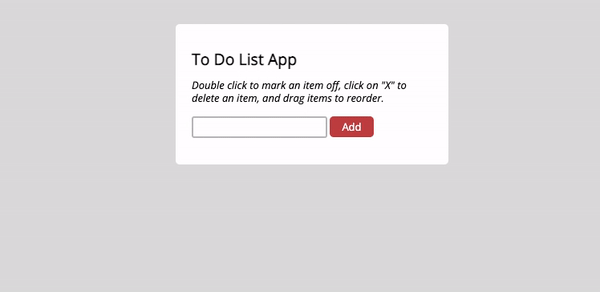 To Do List App
Double click to mark an item off, click on "X" to
delete an item, and drag items to reorder.
Add